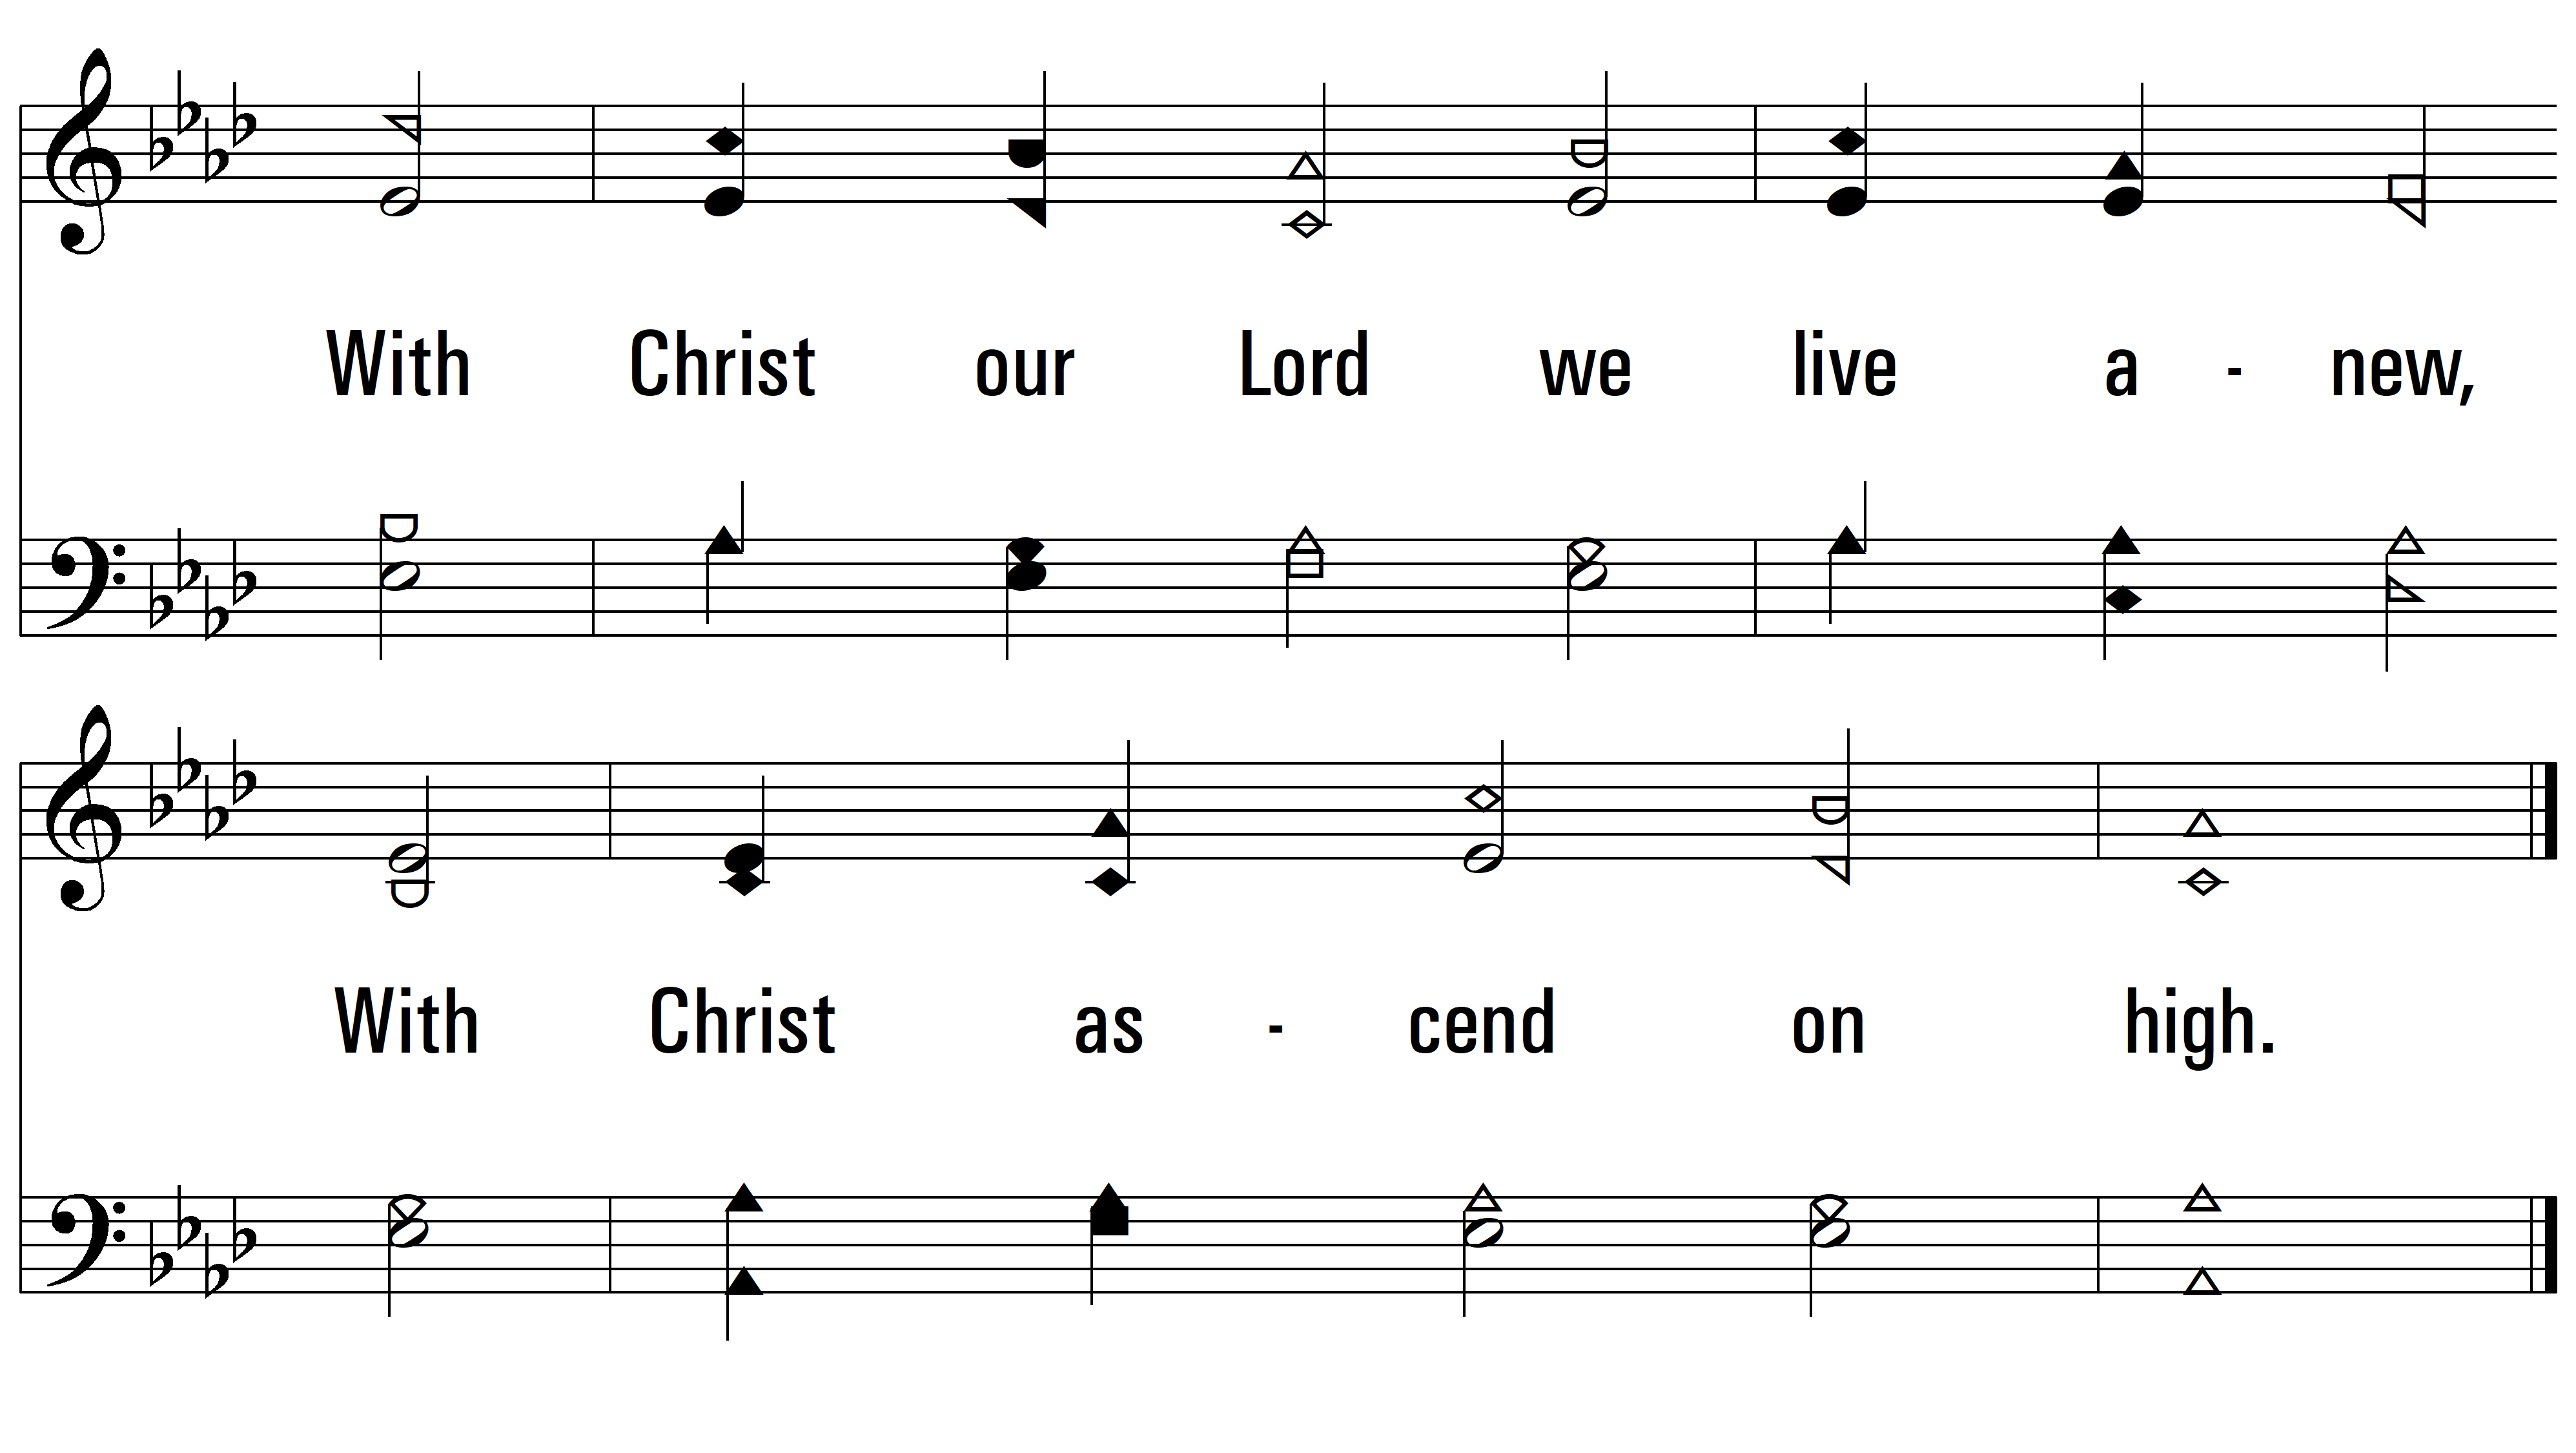 With Christ our Lord we live a - new,
With Christ as - cend on high.